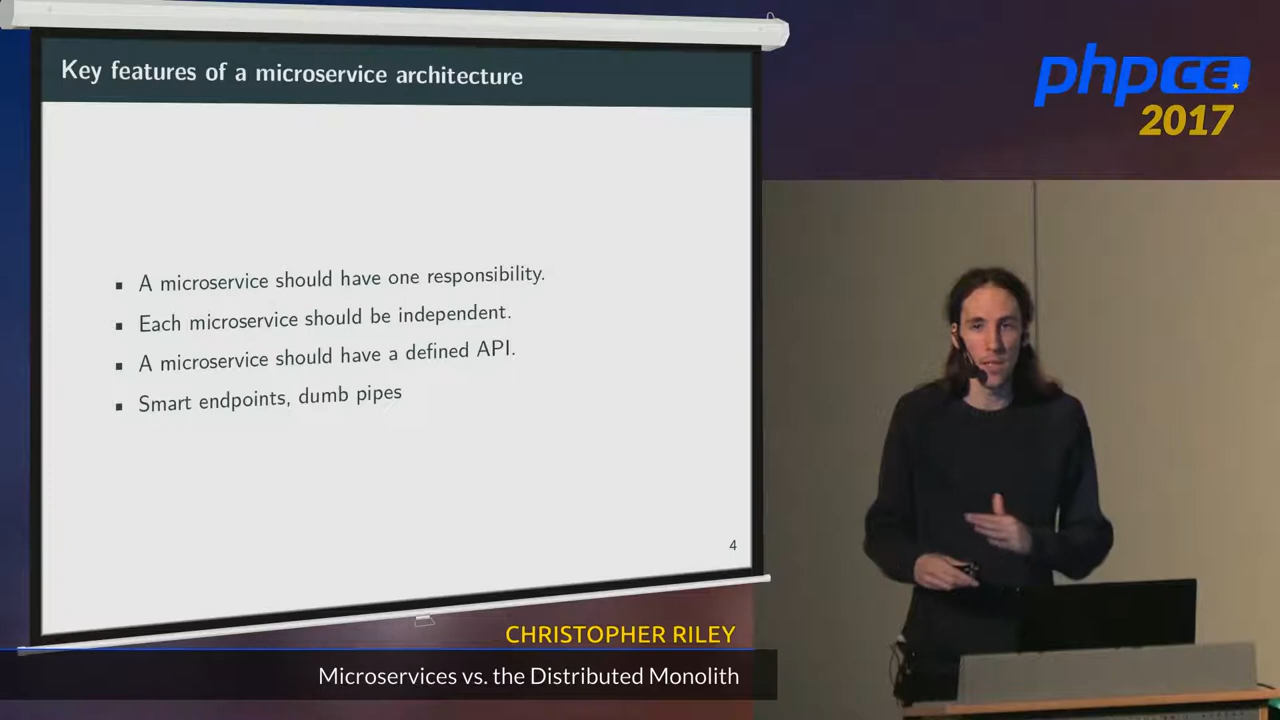 Key features of a microservice architecture
▪ A microservice should have one responsibility.
▪ Each microservice should be independent.
▪ A microservice should have a defined API.
▪ Smart endpoints, dumb pipes
4
phpCE
2017
CHRISTOPHER RILEY
Microservices vs. the Distributed Monolith